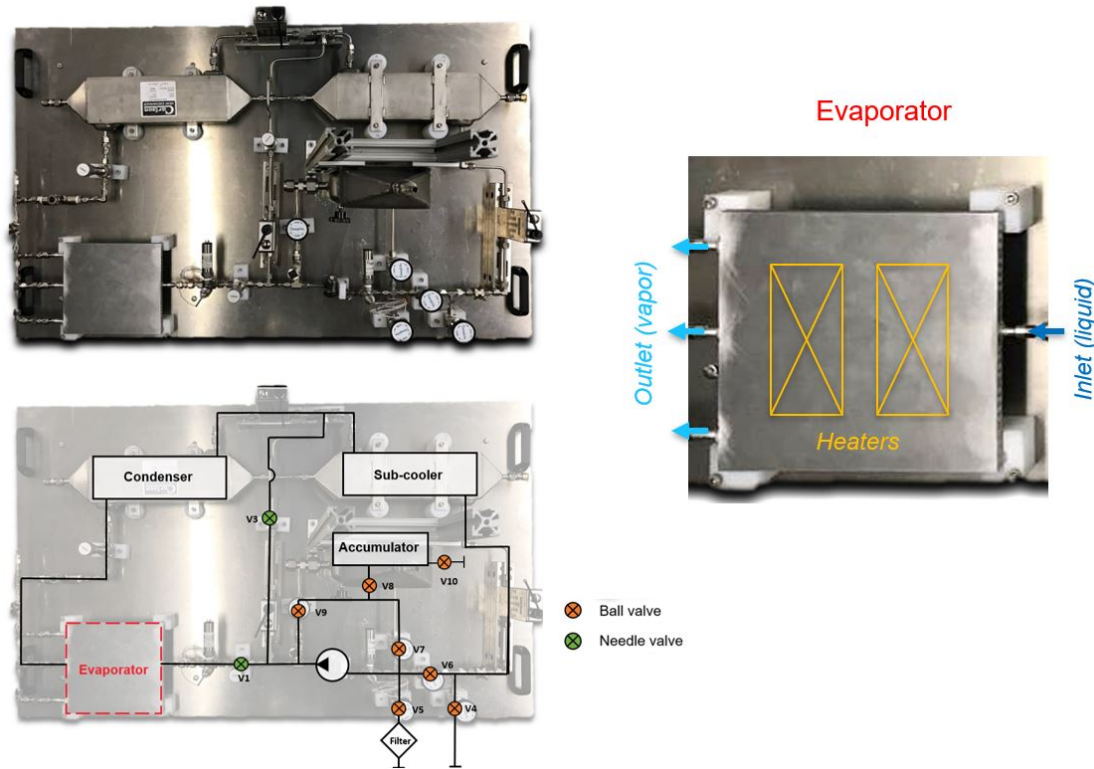 Carlson
Evaporator
Outlet (vapor)
Inlet (liquid)
Heaters
Condenser
Sub-cooler
V3
Accumulator
V10
V8
V9
V7
V6
Evaporator
V1
V5
V4
Filter
Ball valve
Needle valve